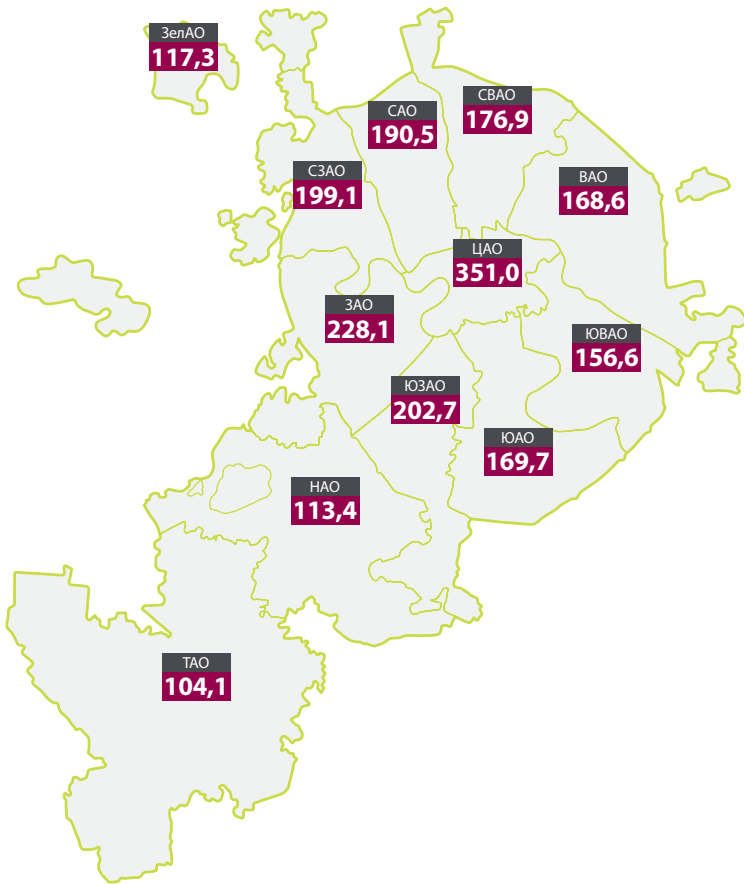 ЗелАО
117,3
СВАО
176,9
САО
190,5
СЗАО
199,1
ВАО
168,6
ЦАО
351,0
ЗАО
228,1
ЮВАО
156,6
ЮЗАО
202,7
ЮАО
169,7
НАО
113,4
ТАО
104,1